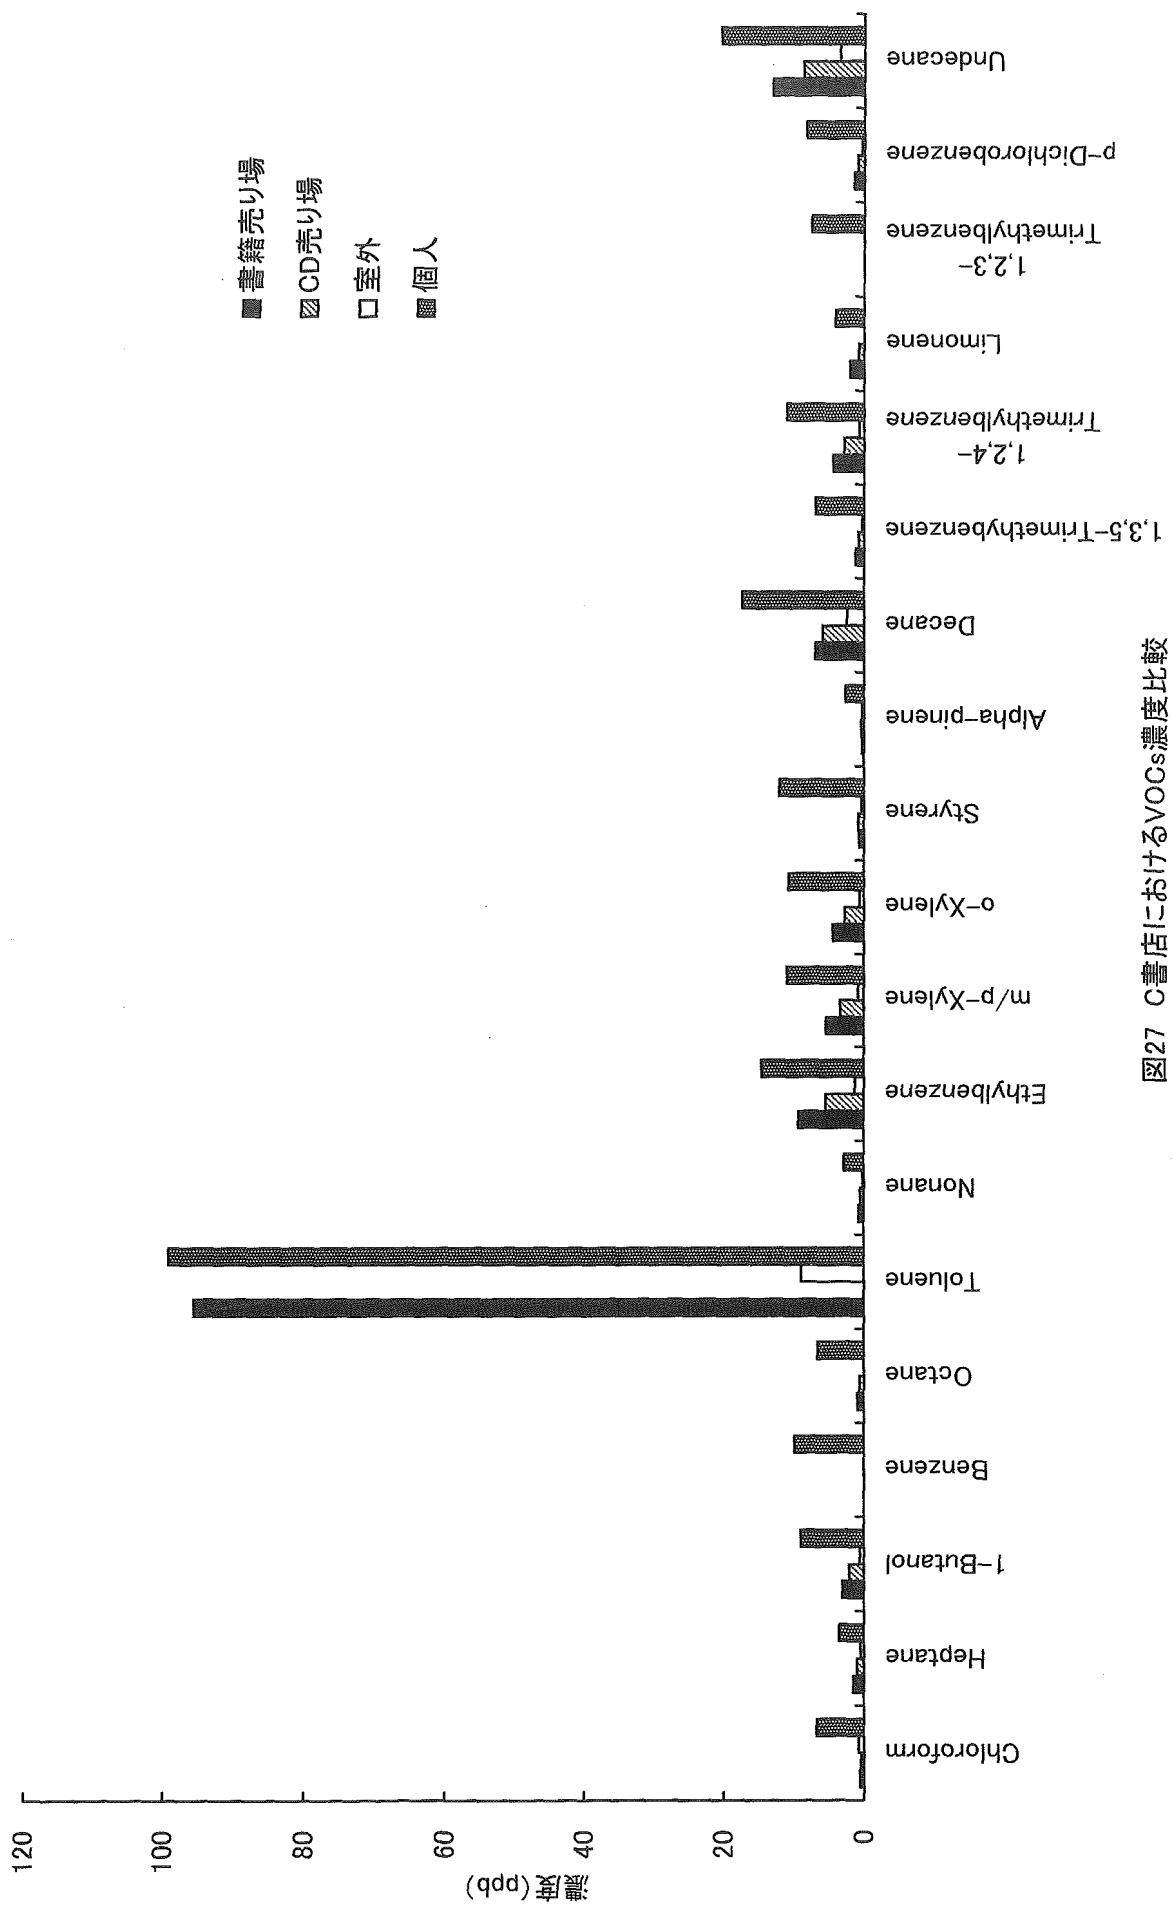 120
100
80
60
40
20
0
濃度(ppb)
書籍売り場
CD売り場
室外
個人
Chloroform
Heptane
1-Butanol
Benzene
Octane
Toluene
Nonane
Ethylbenzene
m/p-Xylene
o-Xylene
Styrene
Alpha-pinene
Decane
1,3,5-Trimethybenzene
1,2,4-
Trimethylbenzene
Limonene
1,2,3-
Trimethylbenzene
p-Dichlorobenzene
Undecane
図27 C書店におけるVOCs濃度比較